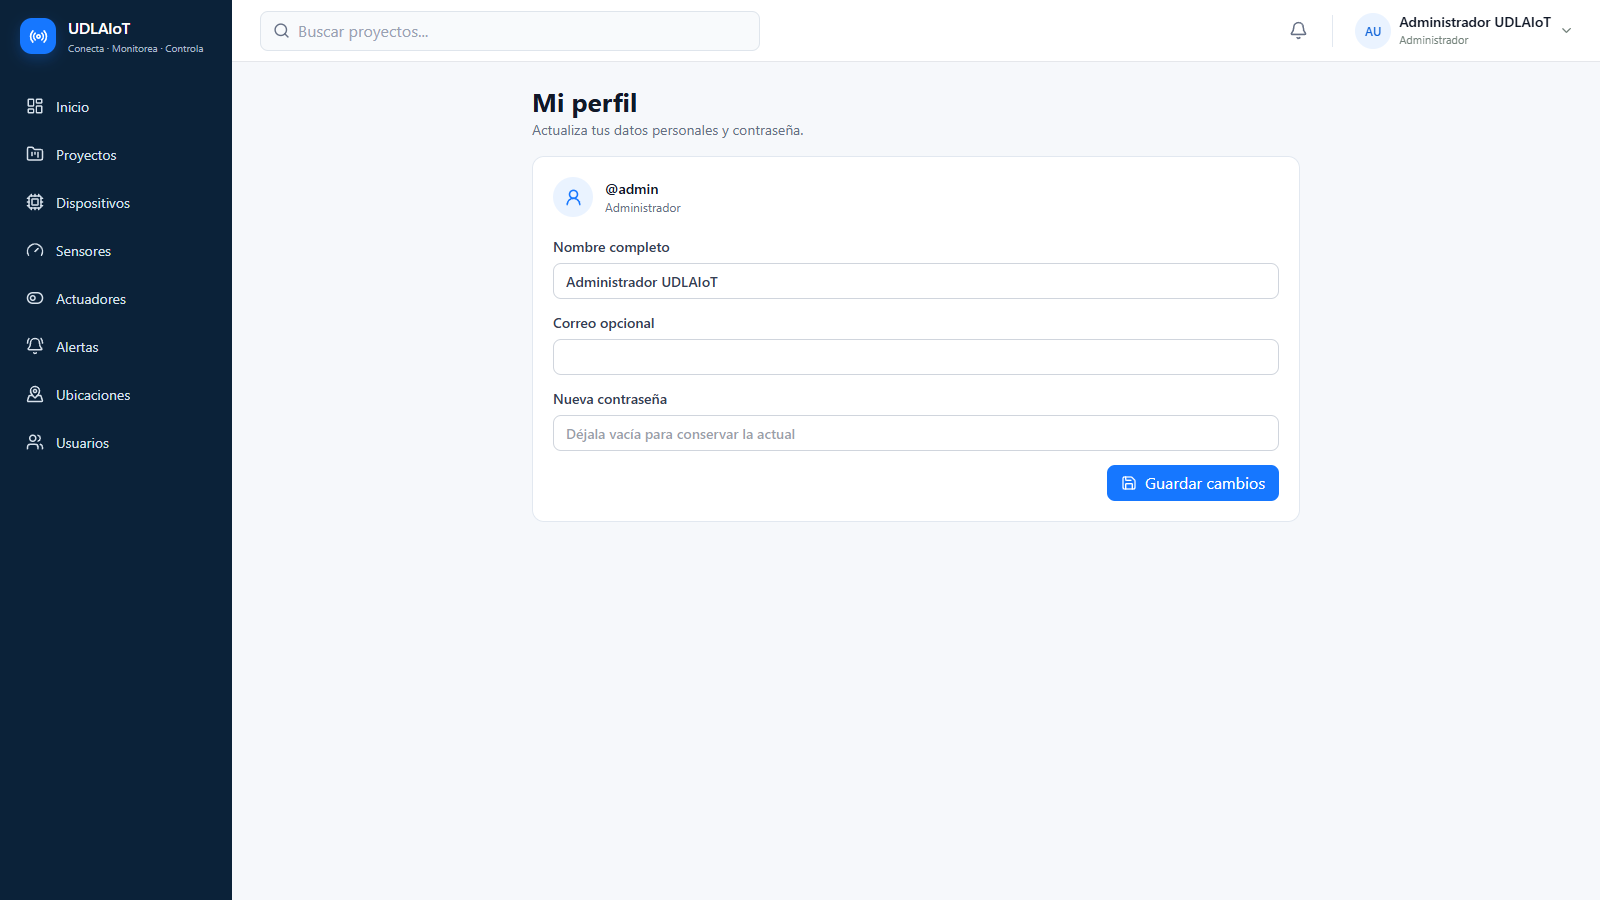 UDLAIoT
Conecta · Monitorea · Controla
Inicio
Proyectos
Dispositivos
Sensores
Actuadores
Alertas
Ubicaciones
Usuarios
Buscar proyectos...
AU
Administrador UDLAIoT
Administrador
Mi perfil
Actualiza tus datos personales y contraseña.
@admin
Administrador
Nombre completo
Administrador UDLAIoT
Correo opcional
Nueva contraseña
Déjala vacía para conservar la actual
Guardar cambios